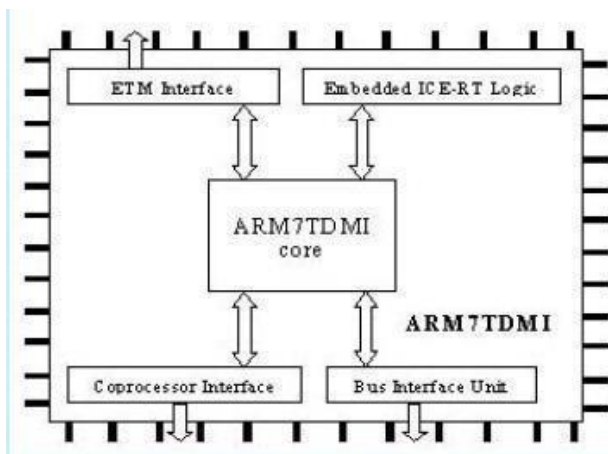 ETM Interface
Embedded ICE-RT Logic
ARM7TDMI
core
ARM7TDMI
Coprocessor Interface
Bus Interface Unit